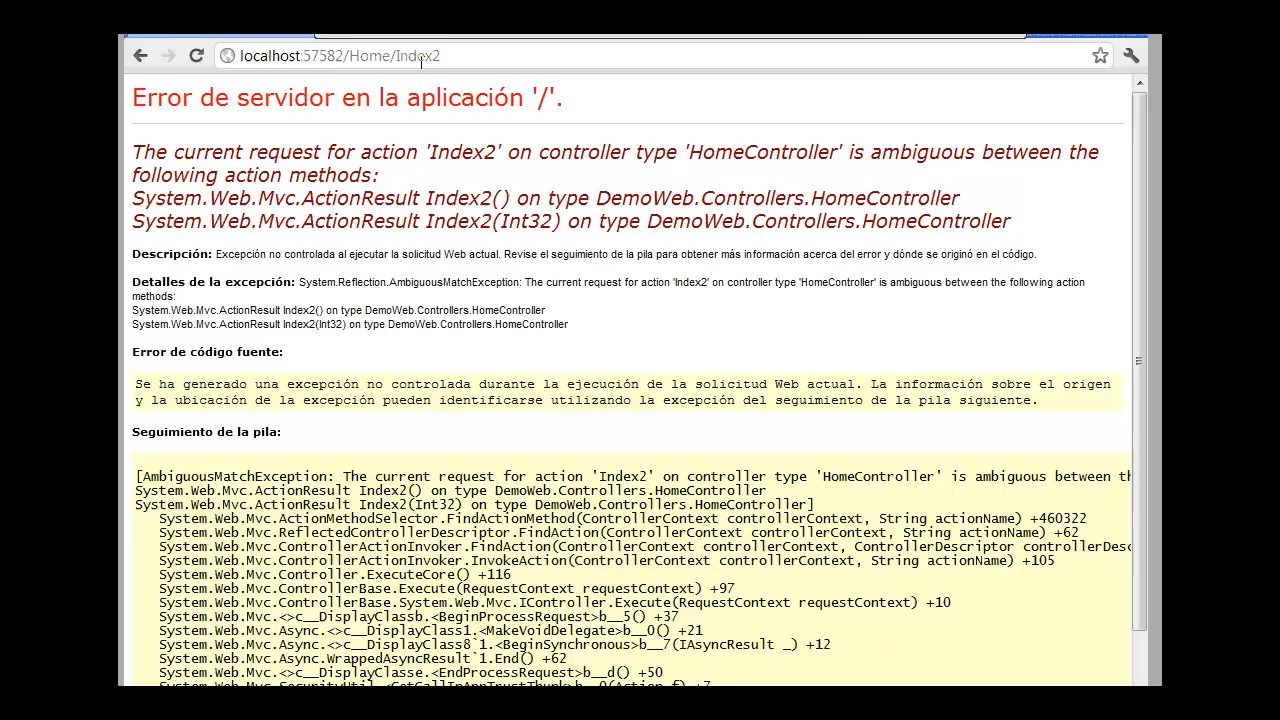 localhost:57582/Home/Index2
Error de servidor en la aplicación '/'.
The current request for action 'Index2' on controller type 'HomeController' is ambiguous between the
following action methods:
System.Web.Mvc.ActionResult Index2() on type DemoWeb.Controllers.HomeController
System.Web.Mvc.ActionResult Index2(Int32) on type DemoWeb.Controllers.HomeController
Descripción: Excepción no controlada al ejecutar la solicitud Web actual. Revise el seguimiento de la pila para obtener más información acerca del error y dónde se originó en el código.
Detalles de la excepción: System.Reflection.AmbiguousMatchException: The current request for action 'Index2' on controller type 'HomeController' is ambiguous between the following action
methods:
System.Web.Mvc.ActionResult Index2() on type DemoWeb.Controllers.HomeController
System.Web.Mvc.ActionResult Index2(Int32) on type DemoWeb.Controllers.HomeController
Error de código fuente:
Se ha generado una excepción no controlada durante la ejecución de la solicitud Web actual. La información sobre el origen
y la ubicación de la excepción pueden identificarse utilizando la excepción del seguimiento de la pila siguiente.
Seguimiento de la pila:
[AmbiguousMatchException: The current request for action 'Index2' on controller type 'HomeController' is ambiguous between th
System.Web.Mvc.ActionResult Index2() on type DemoWeb.Controllers.HomeController
System.Web.Mvc.ActionResult Index2(Int32) on type DemoWeb.Controllers.HomeController]
System.Web.Mvc.ActionMethodSelector.FindActionMethod(ControllerContext controllerContext, String actionName) +460322
System.Web.Mvc.ReflectedControllerDescriptor.FindAction(ControllerContext controllerContext, String actionName) +62
System.Web.Mvc.ControllerActionInvoker.FindAction(ControllerContext controllerContext, ControllerDescriptor controllerDesc
System.Web.Mvc.ControllerActionInvoker.InvokeAction(ControllerContext controllerContext, String actionName) +105
System.Web.Mvc.Controller.ExecuteCore() +116
System.Web.Mvc.ControllerBase.Execute(RequestContext requestContext) +97
System.Web.Mvc.ControllerBase.System.Web.Mvc.IController.Execute(RequestContext requestContext) +10
System.Web.Mvc.<>c__DisplayClassb.<BeginProcessRequest>b__5() +37
System.Web.Mvc.Async.<>c__DisplayClass1.<MakeVoidDelegate>b__0() +21
System.Web.Mvc.Async.<>c__DisplayClass8`1.<BeginSynchronous>b__7(IAsyncResult _) +12
System.Web.Mvc.Async.WrappedAsyncResult`1.End() +62
System.Web.Mvc.<>c__DisplayClasse.<EndProcessRequest>b__d() +50
System.Web.Mvc.SecurityUtil.<GetCallInAppTrustThunk>b__0(Action f) +7